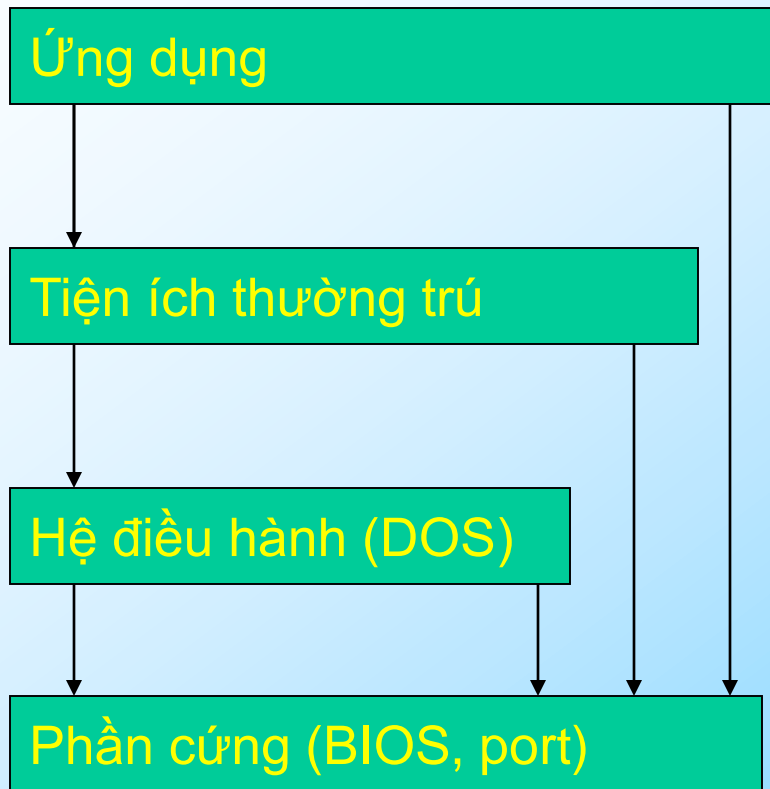 Ứng dụng
Tiện ích thường trú
Hệ điều hành (DOS)
Phần cứng (BIOS, port)